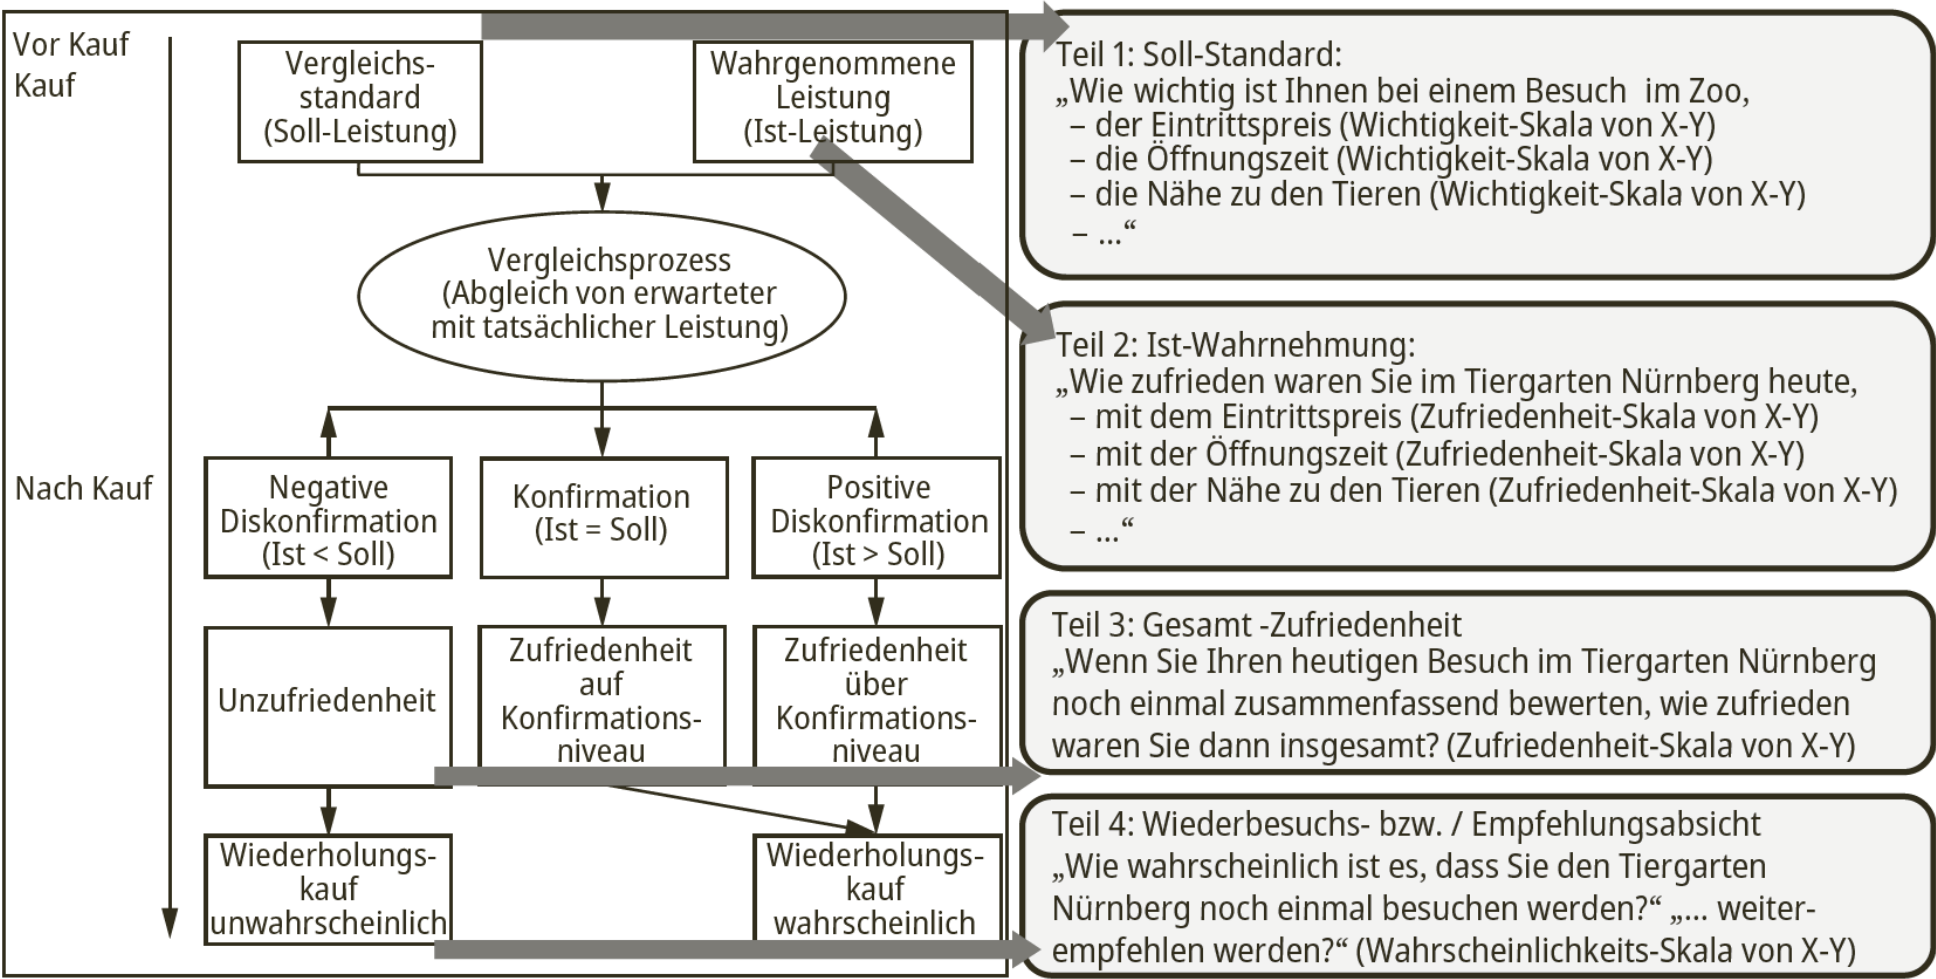 Vor Kauf
Kauf
Vergleichs-
standard
(Soll-Leistung)
Wahrgenommene
Leistung
(Ist-Leistung)
Vergleichsprozess
(Abgleich von erwarteter
mit tatsächlicher Leistung)
Nach Kauf
Negative
Diskonfirmation
(Ist < Soll)
Konfirmation
(Ist = Soll)
Positive
Diskonfirmation
(Ist > Soll)
Unzufriedenheit
Zufriedenheit
auf
Konfirmations-
niveau
Zufriedenheit
über
Konfirmations-
niveau
Wiederholungs-
kauf
unwahrscheinlich
Wiederholungs-
kauf
wahrscheinlich
Teil 1: Soll-Standard:
„Wie wichtig ist Ihnen bei einem Besuch im Zoo,
– der Eintrittspreis (Wichtigkeit-Skala von X-Y)
– die Öffnungszeit (Wichtigkeit-Skala von X-Y)
– die Nähe zu den Tieren (Wichtigkeit-Skala von X-Y)
– ...“
Teil 2: Ist-Wahrnehmung:
„Wie zufrieden waren Sie im Tiergarten Nürnberg heute,
– mit dem Eintrittspreis (Zufriedenheit-Skala von X-Y)
– mit der Öffnungszeit (Zufriedenheit-Skala von X-Y)
– mit der Nähe zu den Tieren (Zufriedenheit-Skala von X-Y)
– ...“
Teil 3: Gesamt -Zufriedenheit
„Wenn Sie Ihren heutigen Besuch im Tiergarten Nürnberg
noch einmal zusammenfassend bewerten, wie zufrieden
waren Sie dann insgesamt? (Zufriedenheit-Skala von X-Y)
Teil 4: Wiederbesuchs- bzw. / Empfehlungsabsicht
„Wie wahrscheinlich ist es, dass Sie den Tiergarten
Nürnberg noch einmal besuchen werden?“ „... weiter-
empfehlen werden?“ (Wahrscheinlichkeits-Skala von X-Y)